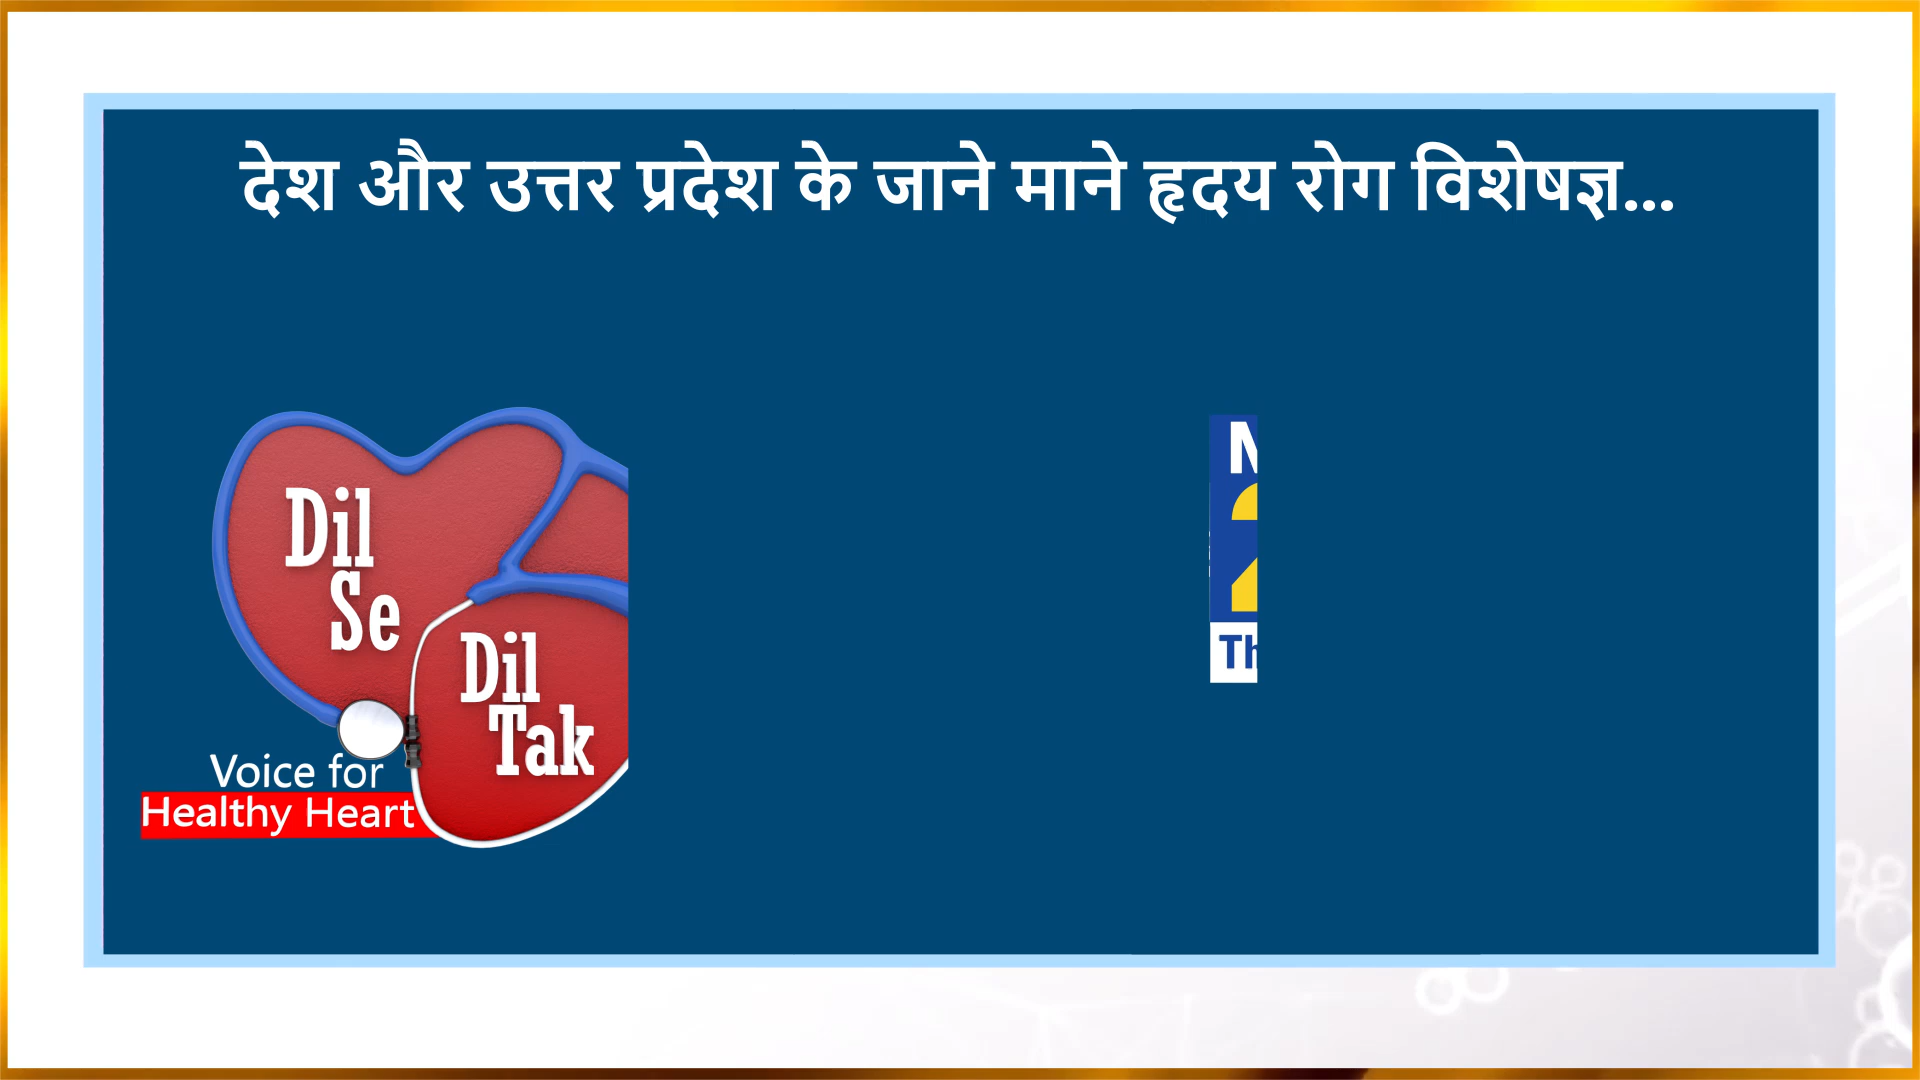 देश और उत्तर प्रदेश के जाने माने हृदय रोग विशेषज्ञ...
Dil
Se
Dil
Tak
Voice for
Healthy Heart